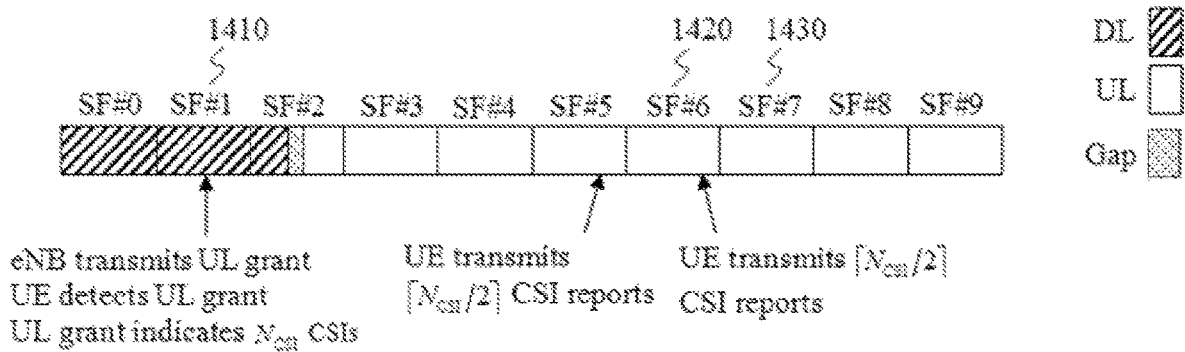 1410
1420
1430
DL
SF#0 SF#1 SF#2 SF#3 SF#4 SF#5 SF#6 SF#7 SF#8 SF#9
UL
Gap
eNB transmits UL grant
UE detects UL grant
UL grant indicates N_CSI CSIs
UE transmits
⌈N_CSI/2⌉ CSI reports
UE transmits ⌈N_CSI/2⌉
CSI reports